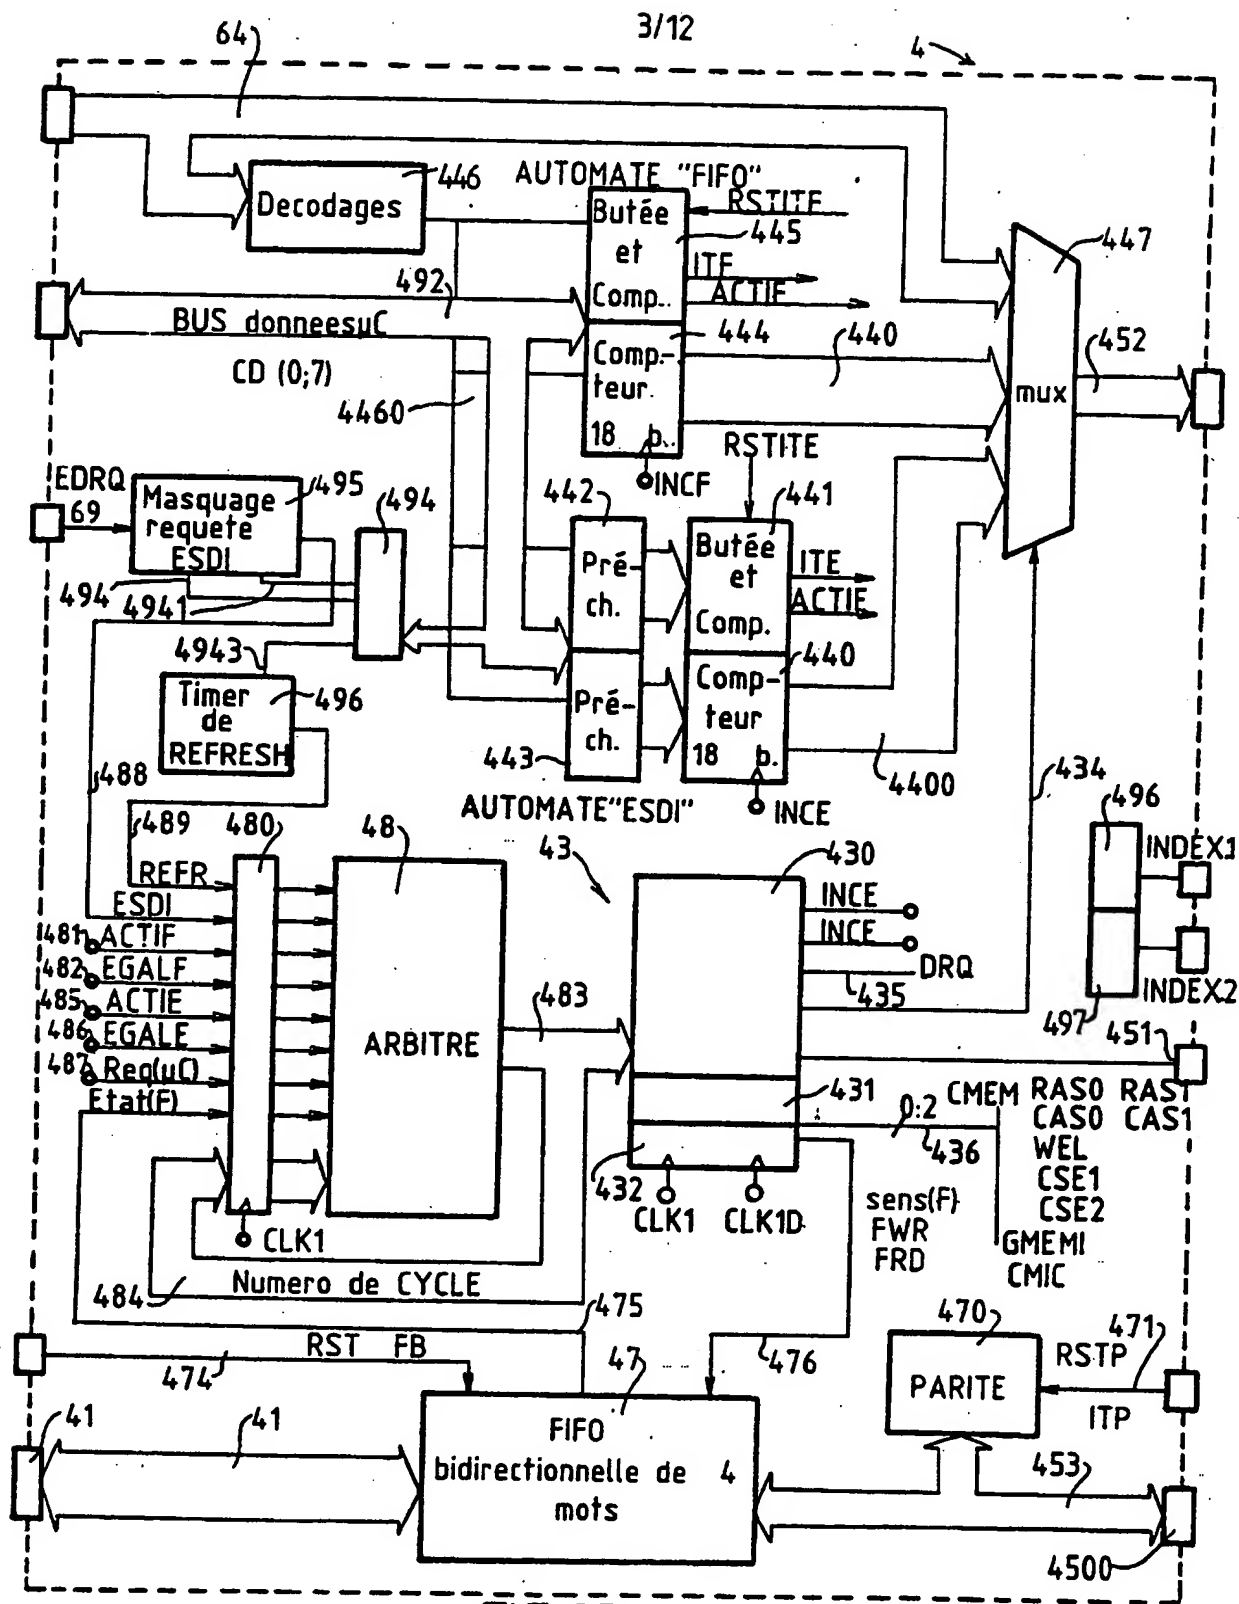 3/12
64
4
446
AUTOMATE "FIFO"
Decodages
Butée
et
Comp..
RSTITF
445
ITF
ACTIF
447
492
BUS donneesµC
CD (0;7)
4460
Comp-
teur.
18 b..
444
440
INCF
mux
452
EDRQ
69
Masquage
requete
ESDI
495
494
494
4941
4943
Timer
de
REFRESH
496
442
RSTITE
441
Pré-
ch.
Butée
et
Comp.
ITE
ACTIE
440
Pré-
ch.
Comp-
teur
18 b.
443
4400
INCE
AUTOMATE"ESDI"
434
488
489
480
48
43
430
496
INDEX1
497
INDEX2
REFR
ESDI
481 ACTIF
482 EGALF
485 ACTIE
486 EGALE
487 Req(µC)
Etat(F)
ARBITRE
483
INCE
INCE
DRQ
435
451
431
432
CMEM
0:2
436
RAS0 RAS1
CAS0 CAS1
WEL
CSE1
CSE2
GMEMI
CMIC
CLK1
CLK1
CLK1D
sens(F)
FWR
FRD
484
Numero de CYCLE
475
RST FB
474
476
47
470
471
RSTP
PARITE
ITP
41
41
FIFO
bidirectionnelle de 4
mots
453
4500